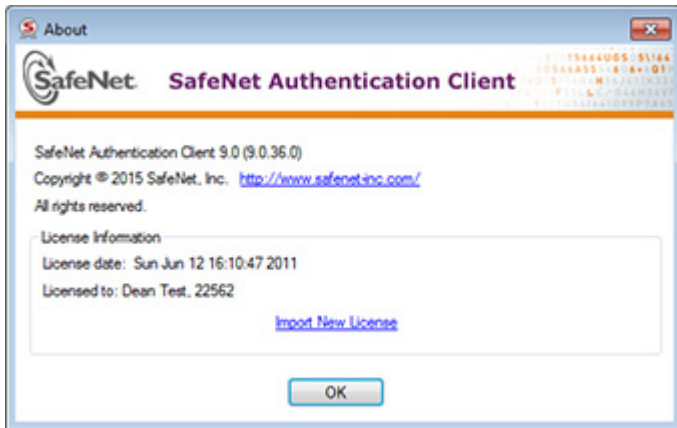 About
SafeNet. SafeNet Authentication Client
SafeNet Authentication Client 9.0 (9.0.36.0)
Copyright © 2015 SafeNet, Inc. http://www.safenet-inc.com/
All rights reserved.
License Information
License date: Sun Jun 12 16:10:47 2011
Licensed to: Dean Test, 22562
Import New License
OK